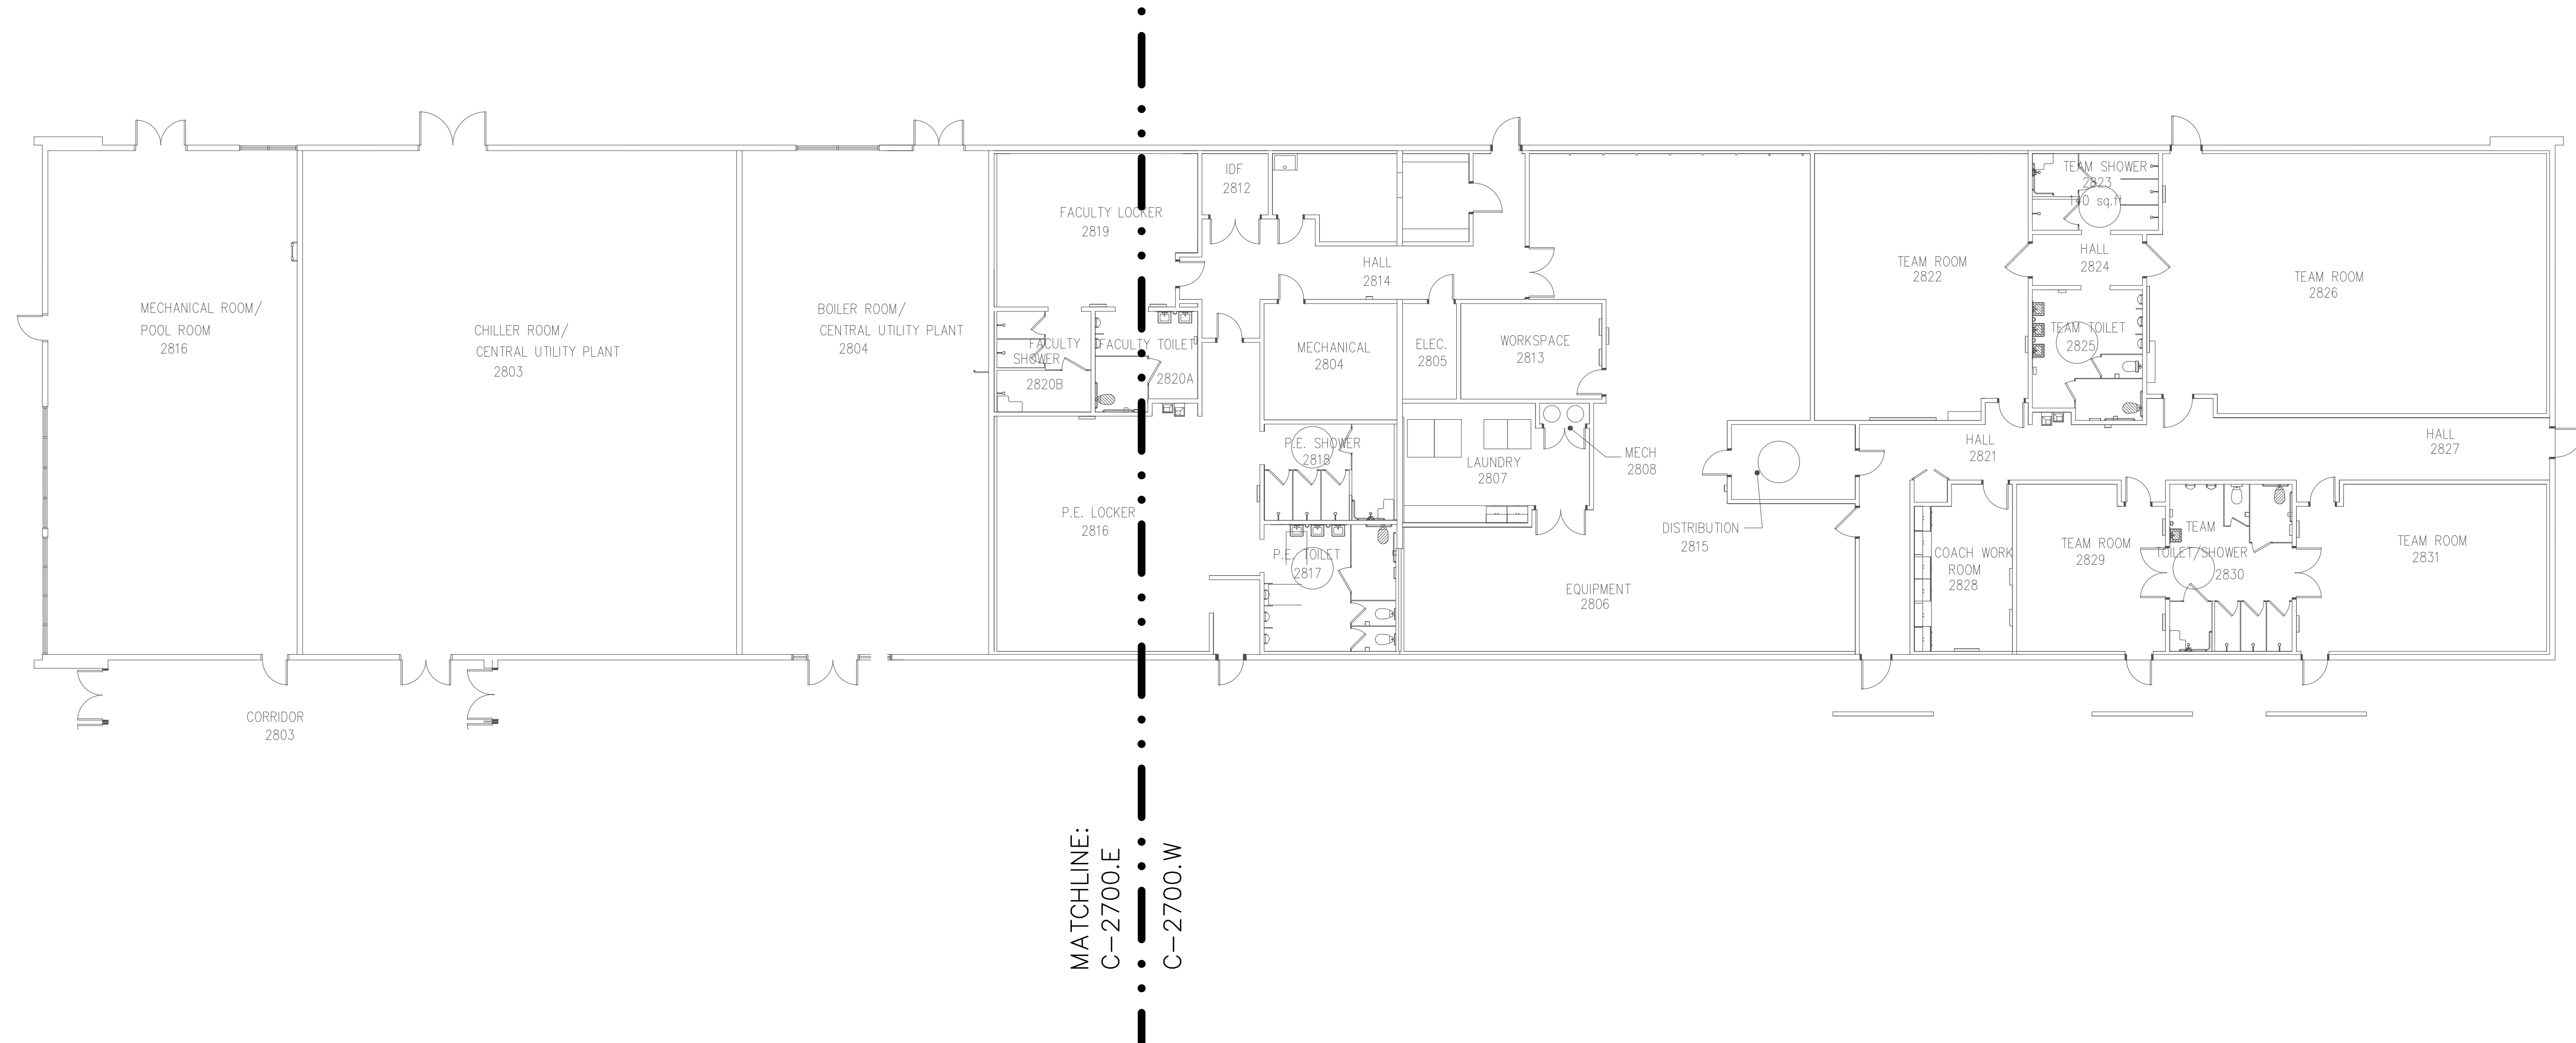 MECHANICAL ROOM/
POOL ROOM
2816
CHILLER ROOM/
CENTRAL UTILITY PLANT
2803
BOILER ROOM/
CENTRAL UTILITY PLANT
2804
CORRIDOR
2803
FACULTY LOCKER
2819
FACULTY
SHOWER
2820B
FACULTY TOILET
2820A
P.E. LOCKER
2816
IDF
2812
HALL
2814
MECHANICAL
2804
ELEC.
2805
WORKSPACE
2813
P.E. SHOWER
2818
P.E. TOILET
2817
LAUNDRY
2807
MECH
2808
DISTRIBUTION
2815
EQUIPMENT
2806
TEAM ROOM
2822
TEAM SHOWER
2823
140 sq.ft
HALL
2824
TEAM TOILET
2825
TEAM ROOM
2826
HALL
2821
HALL
2827
COACH WORK
ROOM
2828
TEAM ROOM
2829
TEAM
TOILET/SHOWER
2830
TEAM ROOM
2831
MATCHLINE:
C-2700.E
C-2700.W